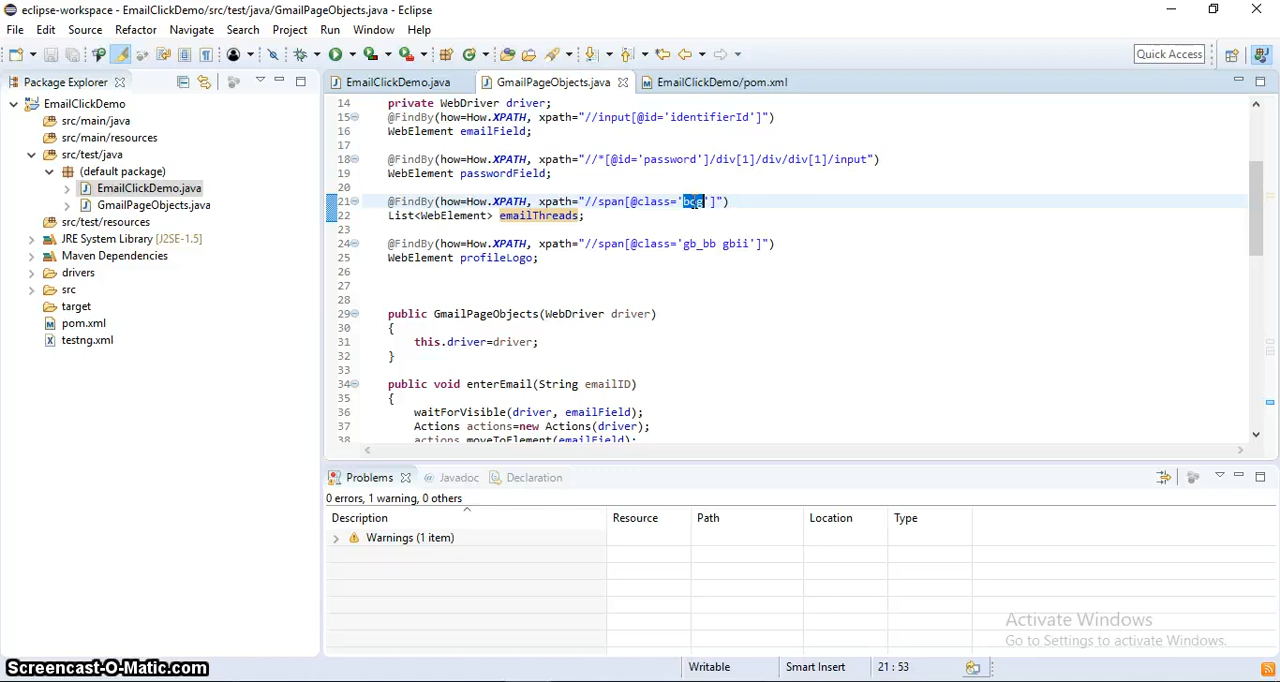 eclipse-workspace - EmailClickDemo/src/test/java/GmailPageObjects.java - Eclipse
File Edit Source Refactor Navigate Search Project Run Window Help
Quick Access
Package Explorer
EmailClickDemo.java GmailPageObjects.java EmailClickDemo/pom.xml
EmailClickDemo
src/main/java
src/main/resources
src/test/java
(default package)
EmailClickDemo.java
GmailPageObjects.java
src/test/resources
JRE System Library [J2SE-1.5]
Maven Dependencies
drivers
src
target
pom.xml
testng.xml
14 private WebDriver driver;
15 @FindBy(how=How.XPATH, xpath="//input[@id='identifierId']")
16 WebElement emailField;
17
18 @FindBy(how=How.XPATH, xpath="//*[@id='password']/div[1]/div/div[1]/input")
19 WebElement passwordField;
20
21 @FindBy(how=How.XPATH, xpath="//span[@class='bog']")
22 List<WebElement> emailThreads;
23
24 @FindBy(how=How.XPATH, xpath="//span[@class='gb_bb gbii']")
25 WebElement profileLogo;
26
27
28
29 public GmailPageObjects(WebDriver driver)
30 {
31 this.driver=driver;
32 }
33
34 public void enterEmail(String emailID)
35 {
36 waitForVisible(driver, emailField);
37 Actions actions=new Actions(driver);
38 actions.moveToElement(emailField);
Problems Javadoc Declaration
0 errors, 1 warning, 0 others
Description Resource Path Location Type
Warnings (1 item)
Activate Windows
Go to Settings to activate Windows.
Screencast-O-Matic.com
Writable Smart Insert 21 : 53